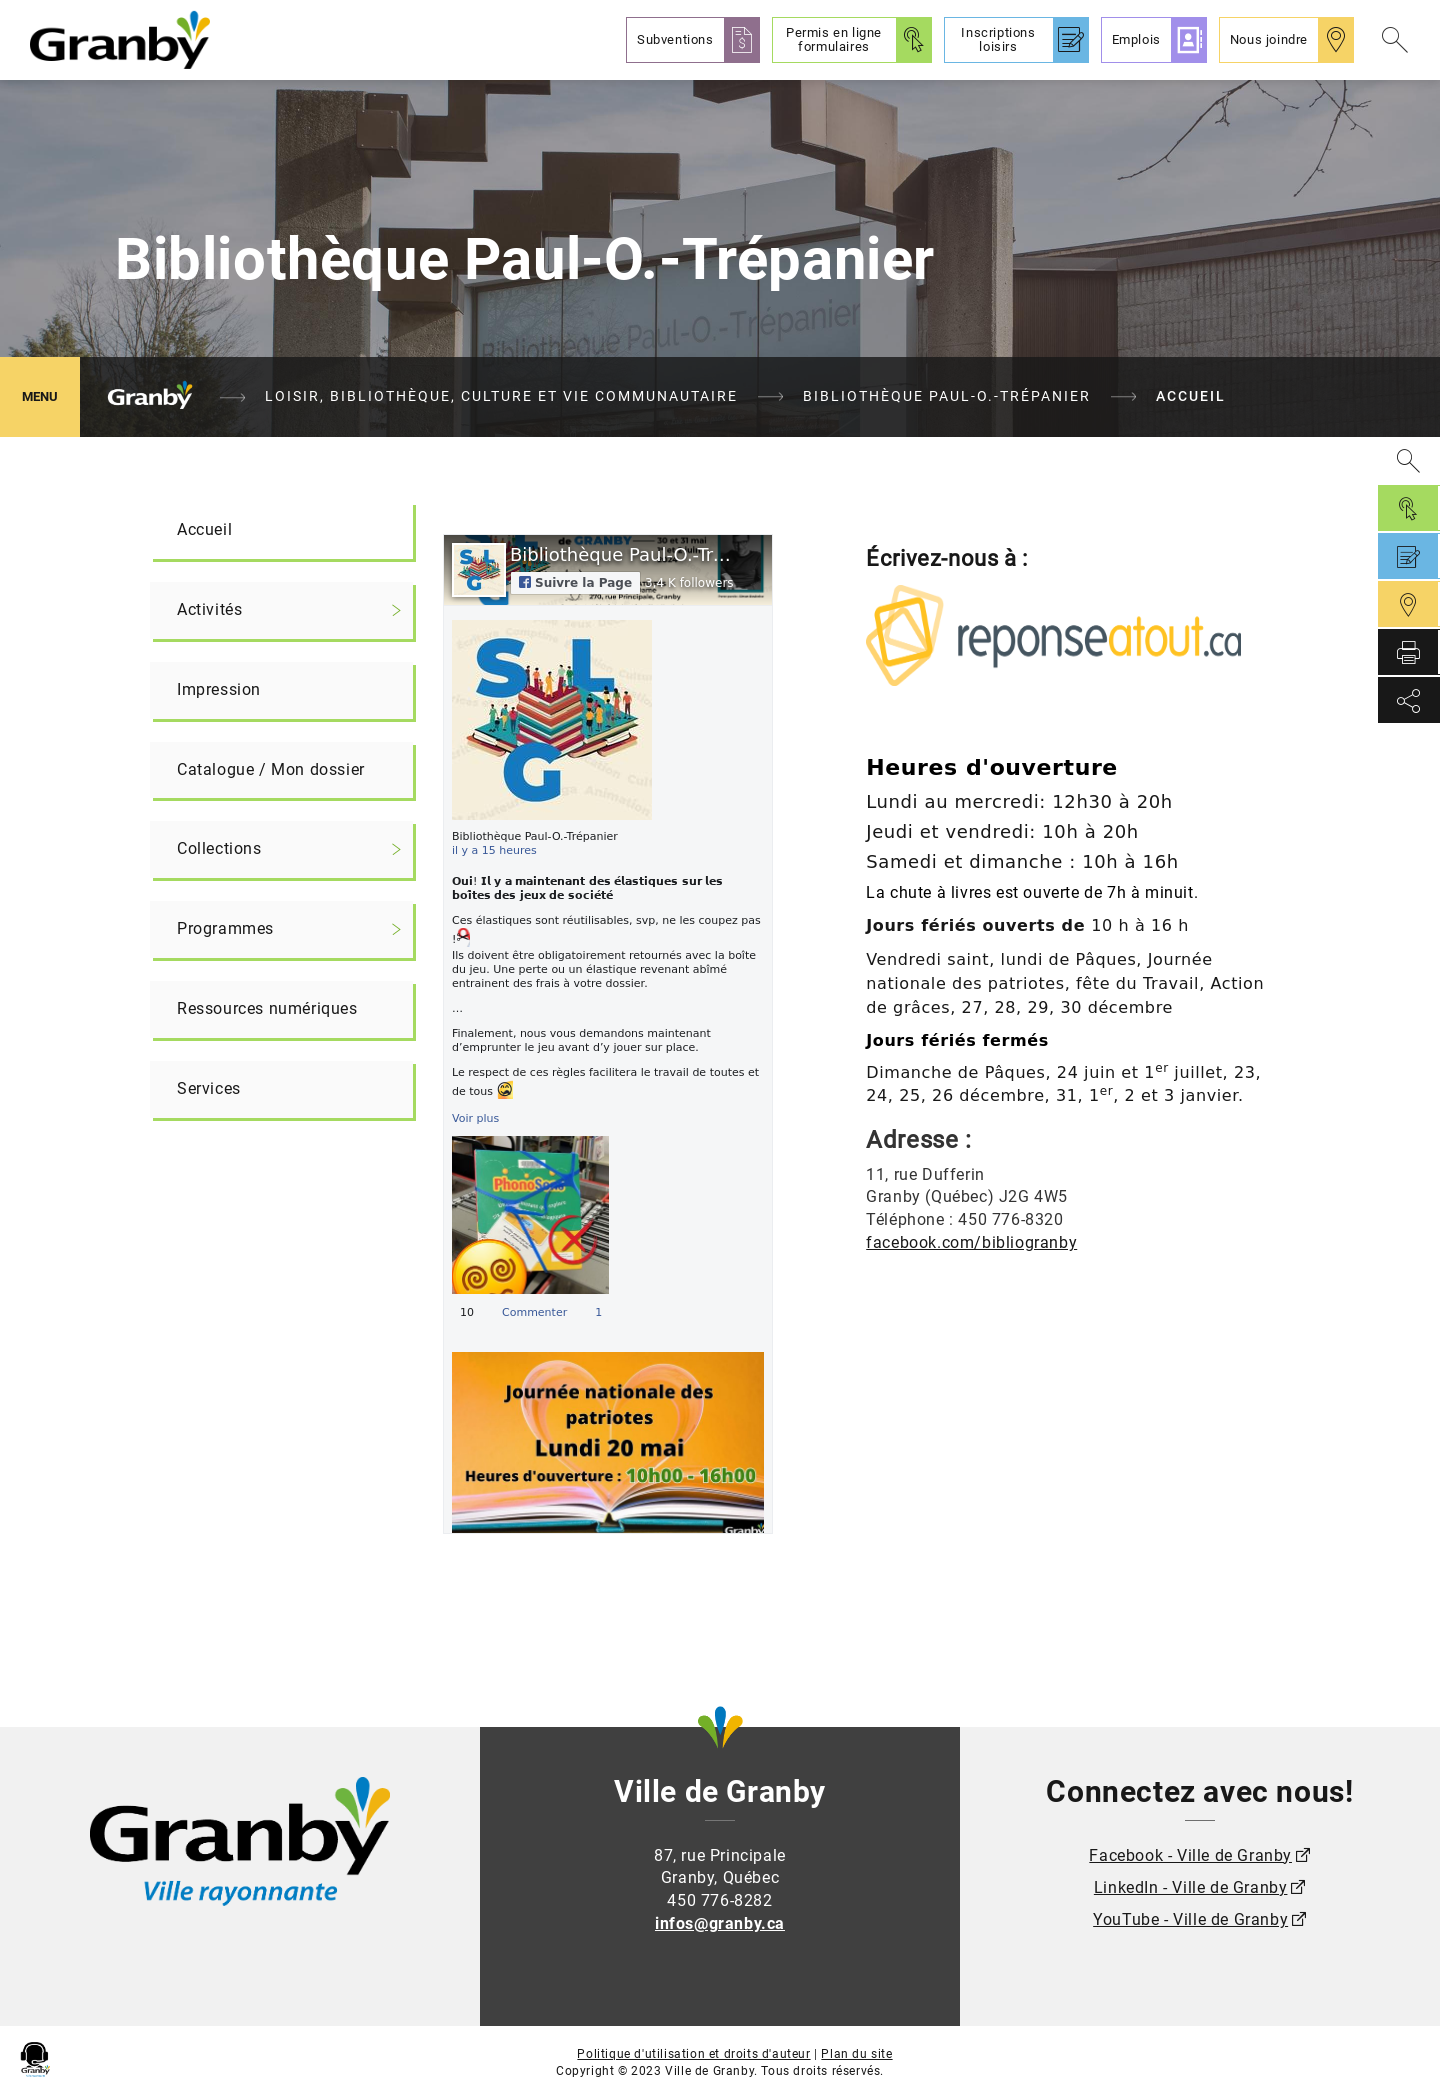 Granby
Subventions
Permis en ligne
formulaires
Inscriptions
loisirs
Emplois
Nous joindre
Bibliothèque Paul-O.-Trépanier
Bibliothèque Paul-O.-Trépanier
MENU
Granby
LOISIR, BIBLIOTHÈQUE, CULTURE ET VIE COMMUNAUTAIRE
BIBLIOTHÈQUE PAUL-O.-TRÉPANIER
ACCUEIL
Accueil
Activités
Impression
Catalogue / Mon dossier
Collections
Programmes
Ressources numériques
Services
Bibliothèque Paul-O.-Tr...
Suivre la Page
3,4 K followers
270, rue Principale, Granby
SLG
Bibliothèque Paul-O.-Trépanier
il y a 15 heures
Oui! Il y a maintenant des élastiques sur les
boîtes des jeux de société
Ces élastiques sont réutilisables, svp, ne les coupez pas
!
Ils doivent être obligatoirement retournés avec la boîte
du jeu. Une perte ou un élastique revenant abîmé
entrainent des frais à votre dossier.
...
Finalement, nous vous demandons maintenant
d’emprunter le jeu avant d’y jouer sur place.
Le respect de ces règles facilitera le travail de toutes et
de tous
Voir plus
10
Commenter
1
Journée nationale des
patriotes
Lundi 20 mai
Heures d'ouverture : 10h00 - 16h00
Granby
Écrivez-nous à :
reponseatout.ca
Heures d'ouverture
Lundi au mercredi: 12h30 à 20h
Jeudi et vendredi: 10h à 20h
Samedi et dimanche : 10h à 16h
La chute à livres est ouverte de 7h à minuit.
Jours fériés ouverts de 10 h à 16 h
Vendredi saint, lundi de Pâques, Journée
nationale des patriotes, fête du Travail, Action
de grâces, 27, 28, 29, 30 décembre
Jours fériés fermés
Dimanche de Pâques, 24 juin et 1er juillet, 23,
24, 25, 26 décembre, 31, 1er, 2 et 3 janvier.
Adresse :
11, rue Dufferin
Granby (Québec) J2G 4W5
Téléphone : 450 776-8320
facebook.com/bibliogranby
Granby
Ville rayonnante
Ville de Granby
87, rue Principale
Granby, Québec
450 776-8282
infos@granby.ca
Connectez avec nous!
Facebook - Ville de Granby
LinkedIn - Ville de Granby
YouTube - Ville de Granby
Granby
Politique d'utilisation et droits d'auteur | Plan du site
Copyright © 2023 Ville de Granby. Tous droits réservés.